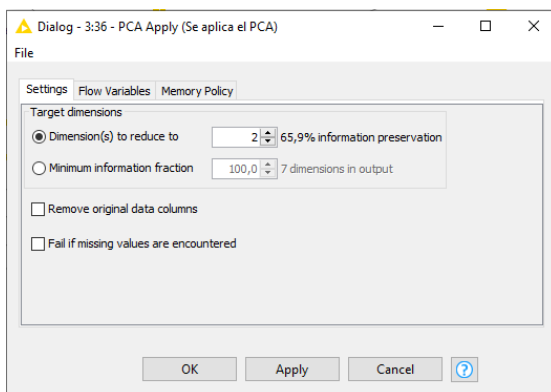 Dialog - 3:36 - PCA Apply (Se aplica el PCA)
File
Settings Flow Variables Memory Policy
Target dimensions
Dimension(s) to reduce to 2 65,9% information preservation
Minimum information fraction 100,0 7 dimensions in output
Remove original data columns
Fail if missing values are encountered
OK Apply Cancel ?